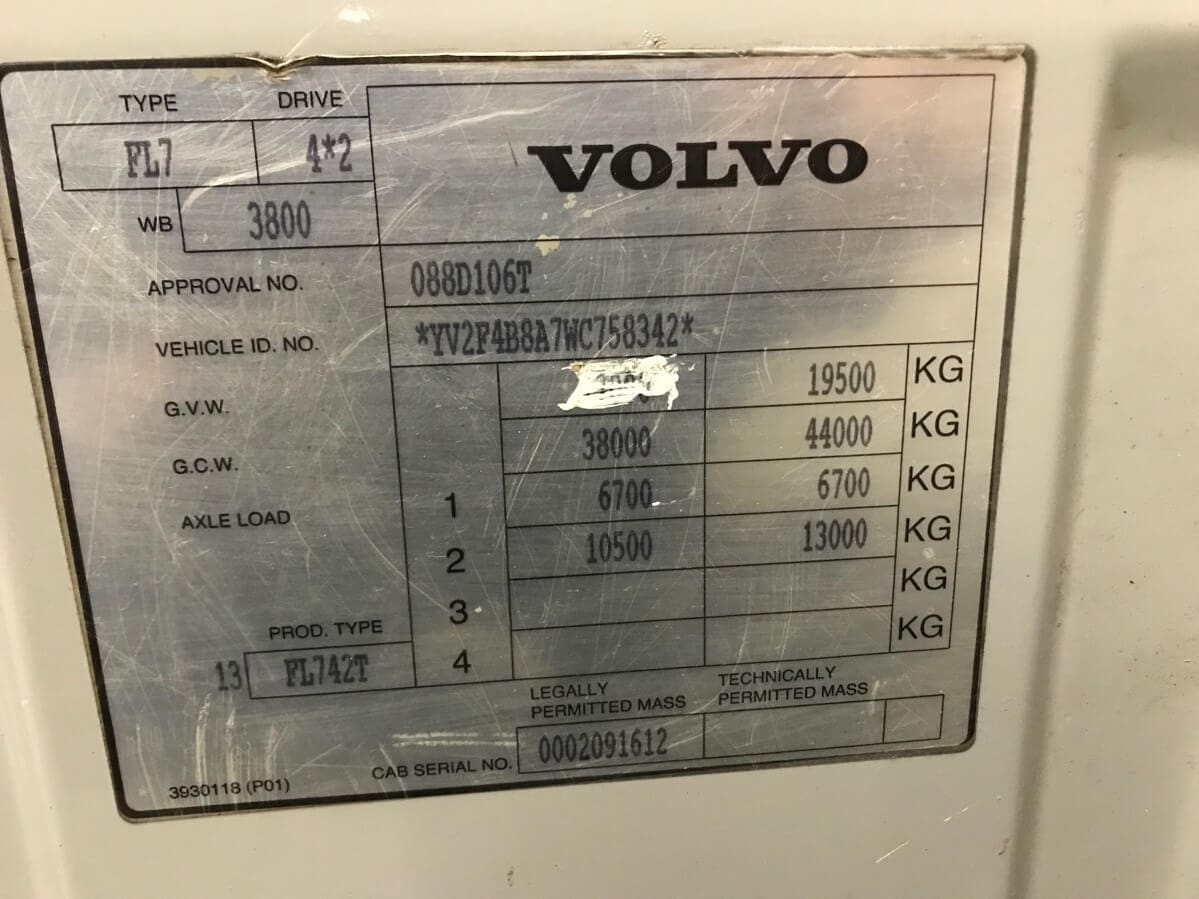 TYPE DRIVE
FL7 4*2
VOLVO
WB 3800
APPROVAL NO. 088D106T
VEHICLE ID. NO. *YV2F4B8A7WC758342*
G.V.W. 19500 KG
G.C.W. 38000 44000 KG
AXLE LOAD 1 6700 6700 KG
2 10500 13000 KG
3 KG
4 KG
PROD. TYPE
13 FL742T
LEGALLY PERMITTED MASS
TECHNICALLY PERMITTED MASS
CAB SERIAL NO. 0002091612
3930118 (P01)